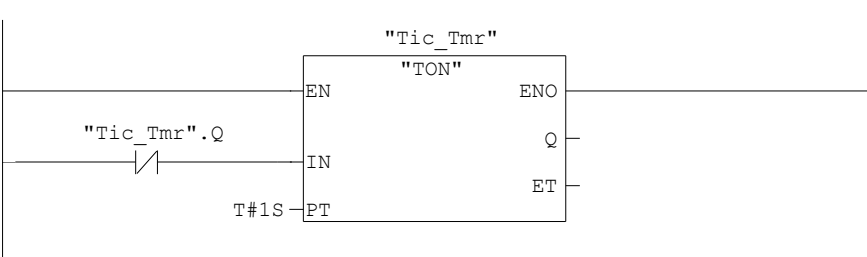 "Tic_Tmr"
"TON"
EN ENO
"Tic_Tmr".Q
Q
IN
ET
T#1S PT